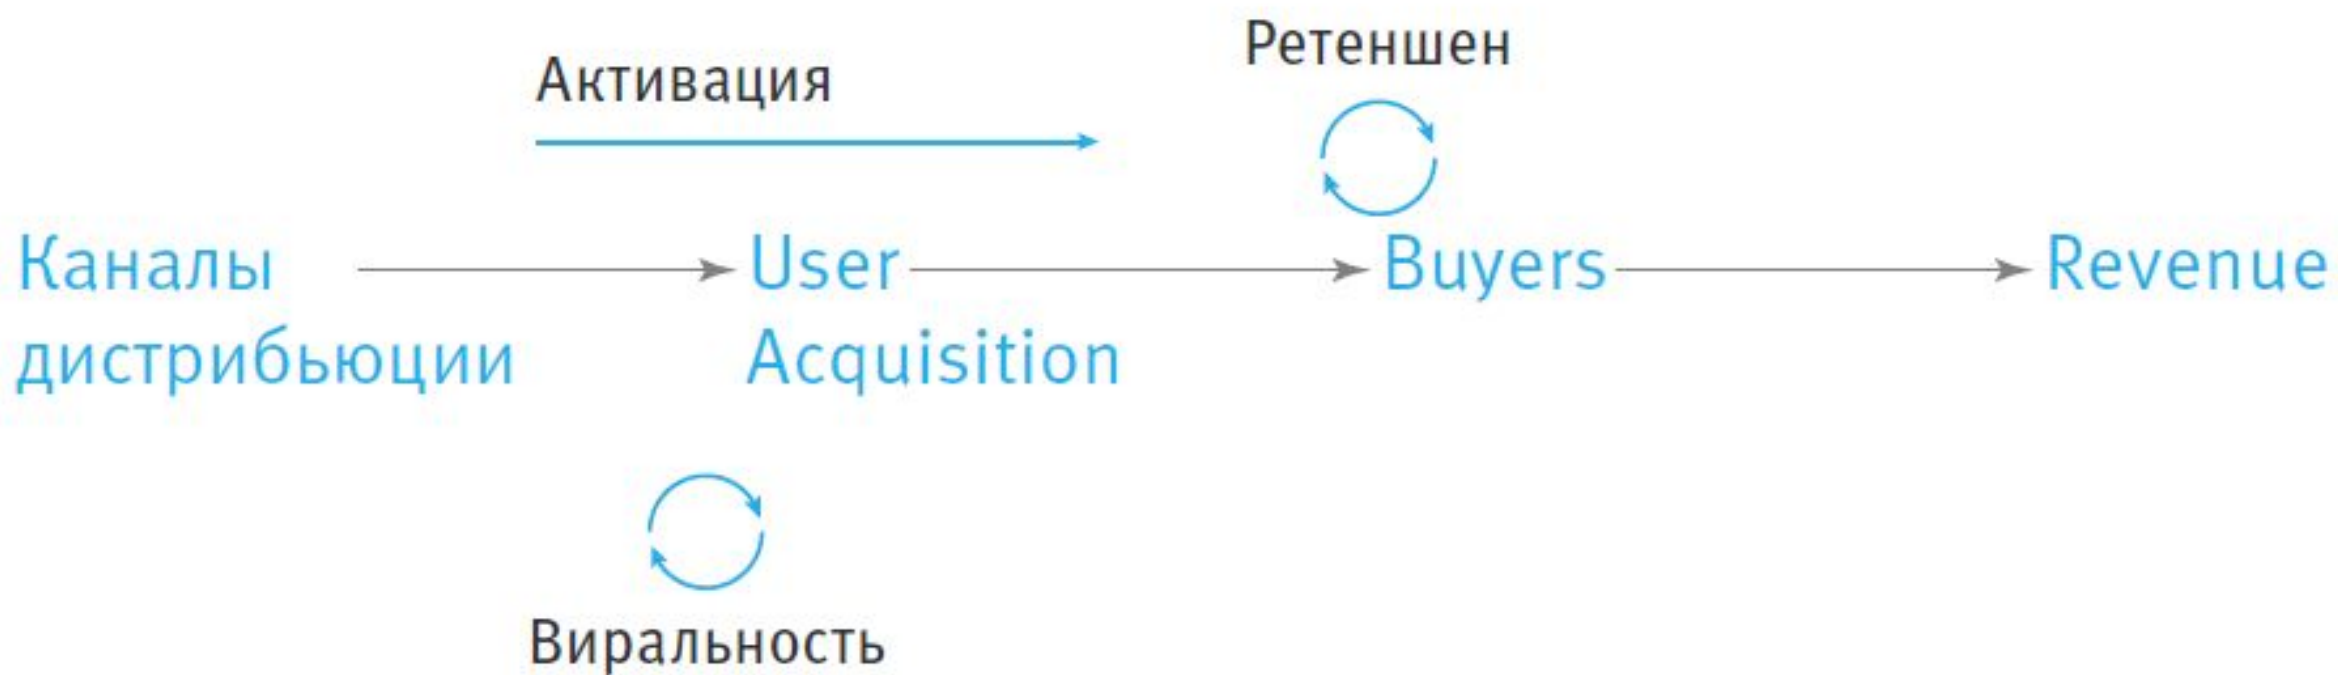 Активация
Ретеншен
Каналы
дистрибьюции
User
Acquisition
Buyers
Revenue
Виральность